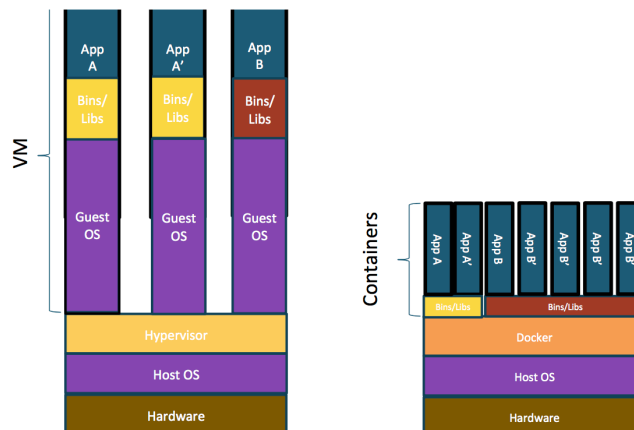 VM
App
A
App
A’
App
B
Bins/
Libs
Bins/
Libs
Bins/
Libs
Guest
OS
Guest
OS
Guest
OS
Hypervisor
Host OS
Hardware
Containers
App A
App A’
App B
App B’
App B’
App B’
App B’
Bins/Libs
Bins/Libs
Docker
Host OS
Hardware